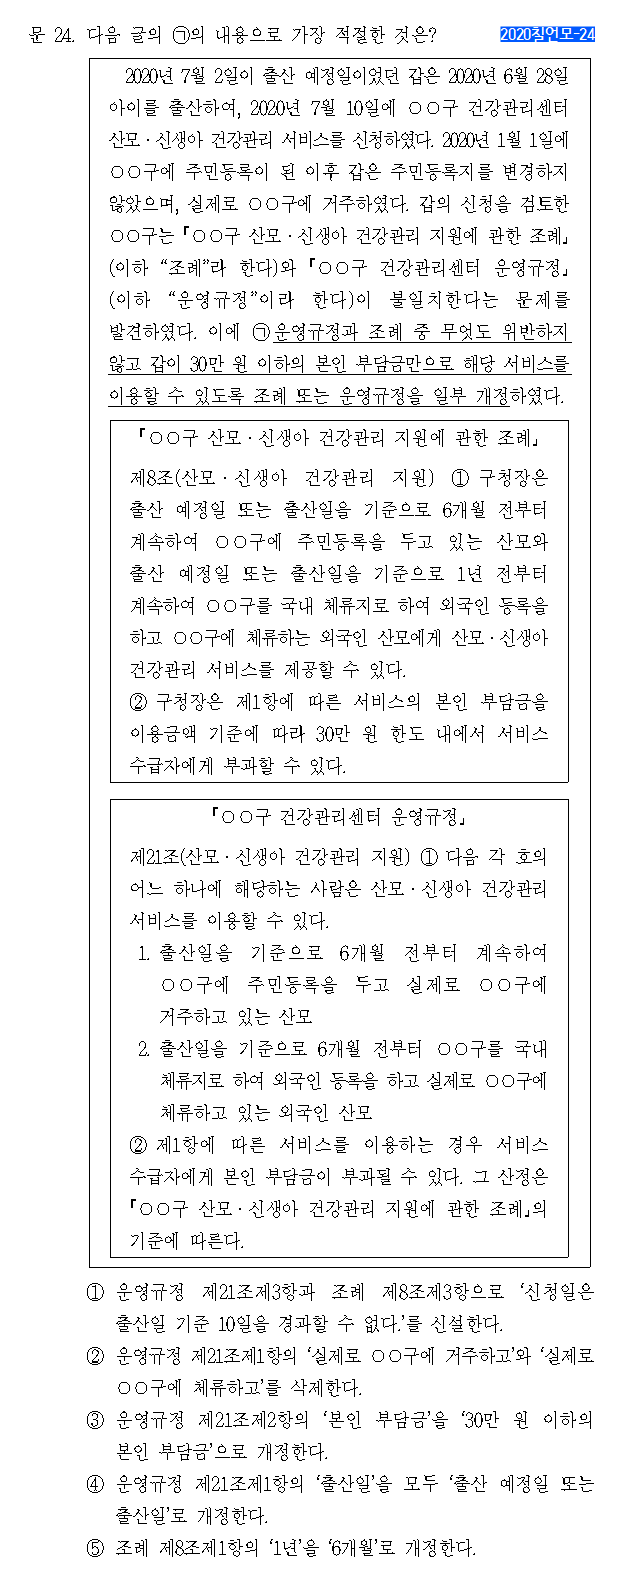 문 24. 다음 글의 ㉠의 내용으로 가장 적절한 것은?
2020칠언모-24
2020년 7월 2일이 출산 예정일이었던 갑은 2020년 6월 28일
아이를 출산하여, 2020년 7월 10일에 ○○구 건강관리센터
산모·신생아 건강관리 서비스를 신청하였다. 2020년 1월 1일에
○○구에 주민등록이 된 이후 갑은 주민등록지를 변경하지
않았으며, 실제로 ○○구에 거주하였다. 갑의 신청을 검토한
○○구는 『○○구 산모·신생아 건강관리 지원에 관한 조례』
(이하 “조례”라 한다)와 『○○구 건강관리센터 운영규정』
(이하 “운영규정”이라 한다)이 불일치한다는 문제를
발견하였다. 이에 ㉠운영규정과 조례 중 무엇도 위반하지
않고 갑이 30만 원 이하의 본인 부담금만으로 해당 서비스를
이용할 수 있도록 조례 또는 운영규정을 일부 개정하였다.
『○○구 산모·신생아 건강관리 지원에 관한 조례』
제8조(산모·신생아 건강관리 지원) ① 구청장은
출산 예정일 또는 출산일을 기준으로 6개월 전부터
계속하여 ○○구에 주민등록을 두고 있는 산모와
출산 예정일 또는 출산일을 기준으로 1년 전부터
계속하여 ○○구를 국내 체류지로 하여 외국인 등록을
하고 ○○구에 체류하는 외국인 산모에게 산모·신생아
건강관리 서비스를 제공할 수 있다.
② 구청장은 제1항에 따른 서비스의 본인 부담금을
이용금액 기준에 따라 30만 원 한도 내에서 서비스
수급자에게 부과할 수 있다.
『○○구 건강관리센터 운영규정』
제21조(산모·신생아 건강관리 지원) ① 다음 각 호의
어느 하나에 해당하는 사람은 산모·신생아 건강관리
서비스를 이용할 수 있다.
1. 출산일을 기준으로 6개월 전부터 계속하여
○○구에 주민등록을 두고 실제로 ○○구에
거주하고 있는 산모
2. 출산일을 기준으로 6개월 전부터 ○○구를 국내
체류지로 하여 외국인 등록을 하고 실제로 ○○구에
체류하고 있는 외국인 산모
② 제1항에 따른 서비스를 이용하는 경우 서비스
수급자에게 본인 부담금이 부과될 수 있다. 그 산정은
『○○구 산모·신생아 건강관리 지원에 관한 조례』의
기준에 따른다.
① 운영규정 제21조제3항과 조례 제8조제3항으로 ‘신청일은
출산일 기준 10일을 경과할 수 없다.’를 신설한다.
② 운영규정 제21조제1항의 ‘실제로 ○○구에 거주하고’와 ‘실제로
○○구에 체류하고’를 삭제한다.
③ 운영규정 제21조제2항의 ‘본인 부담금’을 ‘30만 원 이하의
본인 부담금’으로 개정한다.
④ 운영규정 제21조제1항의 ‘출산일’을 모두 ‘출산 예정일 또는
출산일’로 개정한다.
⑤ 조례 제8조제1항의 ‘1년’을 ‘6개월’로 개정한다.